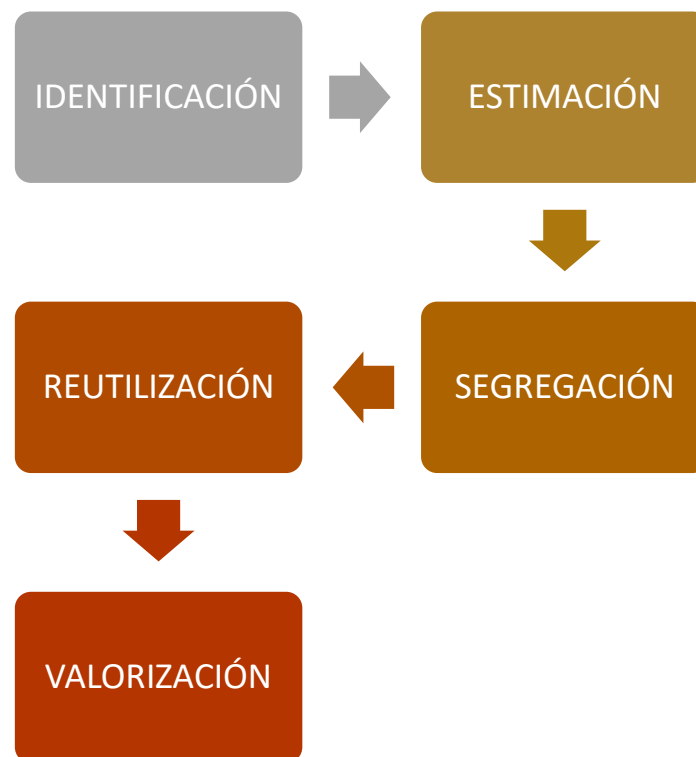 IDENTIFICACIÓN
ESTIMACIÓN
SEGREGACIÓN
REUTILIZACIÓN
VALORIZACIÓN